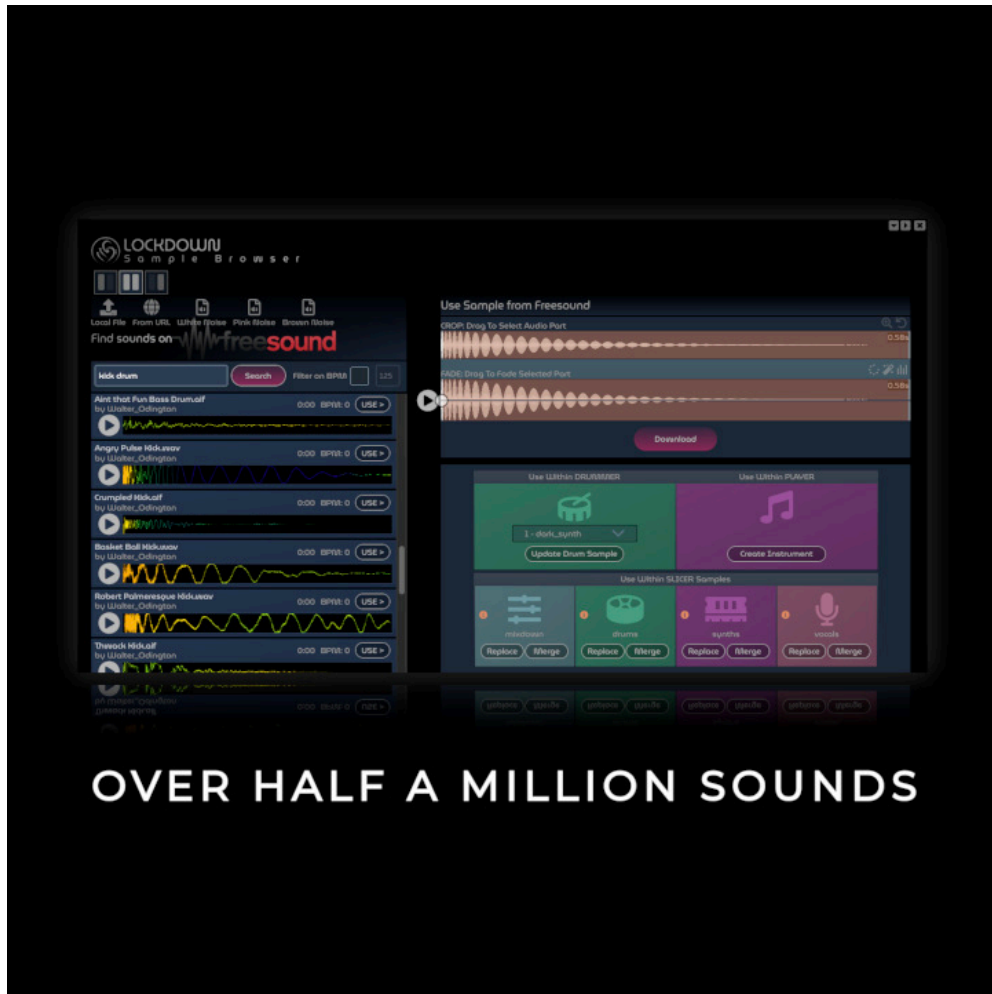 LOCKDOWN
Sample Browser
Local File From URL White Noise Pink Noise Brown Noise
Find sounds on freesound
kick drum Search Filter on BPM 125
Aint that Fun Bass Drum.aif
by Walter_Odington
0:00 BPM: 0 USE >
Angry Pulse Kick.wav
by Walter_Odington
0:00 BPM: 0 USE >
Crumpled Kick.aif
by Walter_Odington
0:00 BPM: 0 USE >
Basket Ball Kick.wav
by Walter_Odington
0:00 BPM: 0 USE >
Robert Palmeresque Kick.wav
by Walter_Odington
0:00 BPM: 0 USE >
Thwack Kick.aif
by Walter_Odington
0:00 BPM: 0 USE >
Use Sample from Freesound
CROP: Drag To Select Audio Part
0.58s
FADE: Drag To Fade Selected Part
0.58s
Download
Use Within DRUMMER
1 - dark_synth
Update Drum Sample
Use Within PLAYER
Create Instrument
Use Within SLICER Samples
mixdown drums synths vocals
Replace Merge Replace Merge Replace Merge Replace Merge
OVER HALF A MILLION SOUNDS